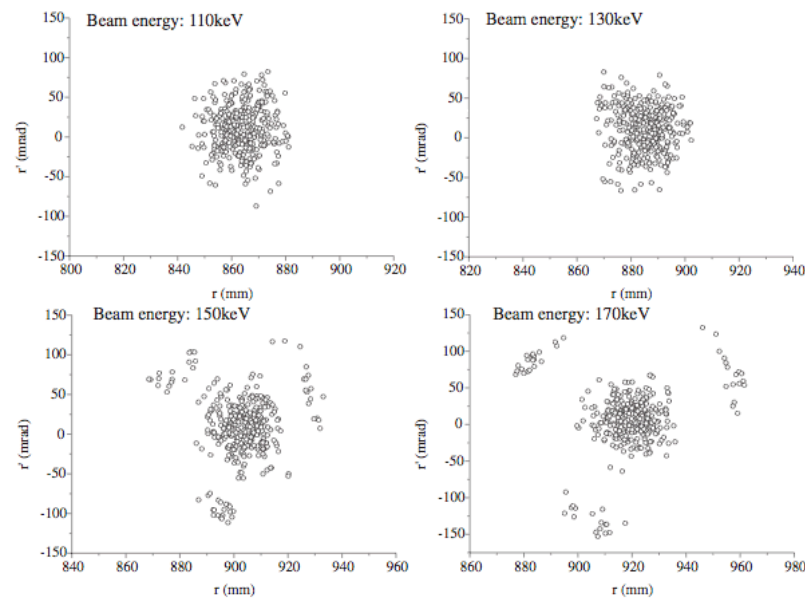 Beam energy: 110keV
150
100
50
0
-50
-100
-150
r' (mrad)
800 820 840 860 880 900 920
r (mm)
Beam energy: 130keV
150
100
50
0
-50
-100
-150
r' (mrad)
820 840 860 880 900 920 940
r (mm)
Beam energy: 150keV
150
100
50
0
-50
-100
-150
r' (mrad)
840 860 880 900 920 940 960
r (mm)
Beam energy: 170keV
150
100
50
0
-50
-100
-150
r' (mrad)
860 880 900 920 940 960 980
r (mm)